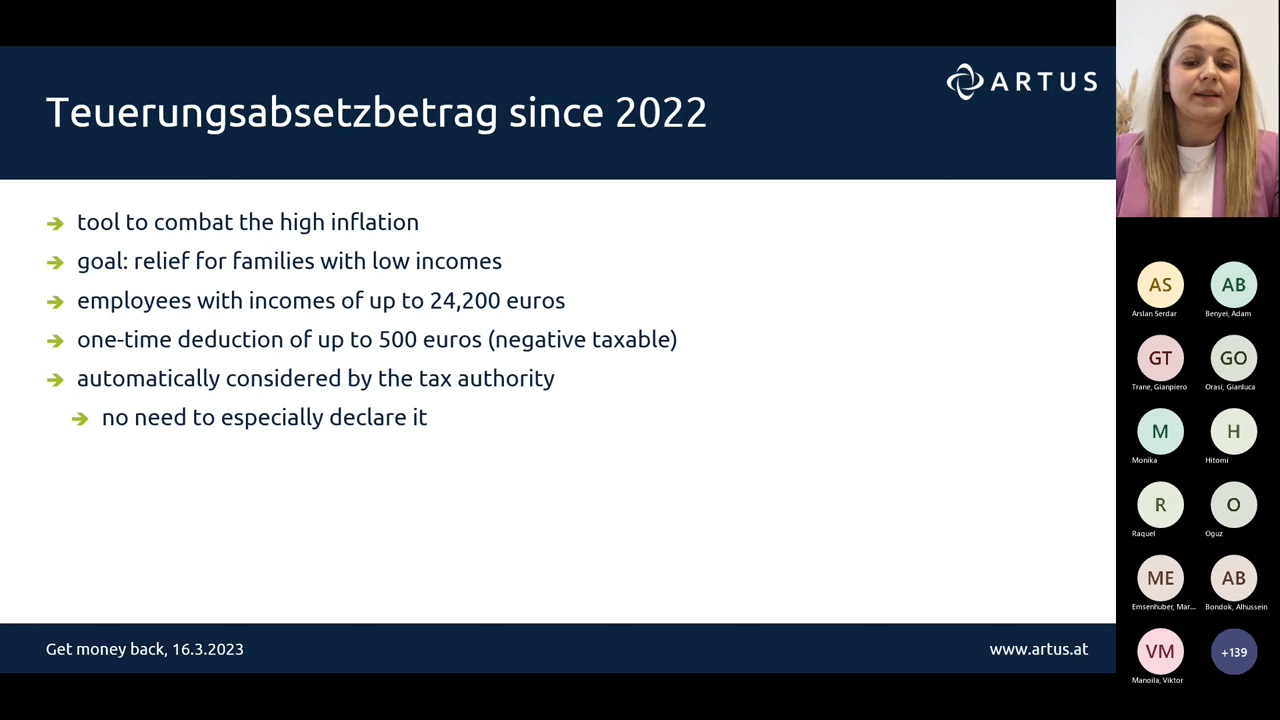 Teuerungsabsetzbetrag since 2022
ARTUS
tool to combat the high inflation
goal: relief for families with low incomes
employees with incomes of up to 24,200 euros
one-time deduction of up to 500 euros (negative taxable)
automatically considered by the tax authority
no need to especially declare it
Get money back, 16.3.2023
www.artus.at
AS
Arslan Serdar
AB
Benyei, Adam
GT
Trane, Gianpiero
GO
Orasi, Gianluca
M
Monika
H
Hitomi
R
Raquel
O
Oguz
ME
Emsenhuber, Mar...
AB
Bondok, Alhussein
VM
Manoila, Viktor
+139